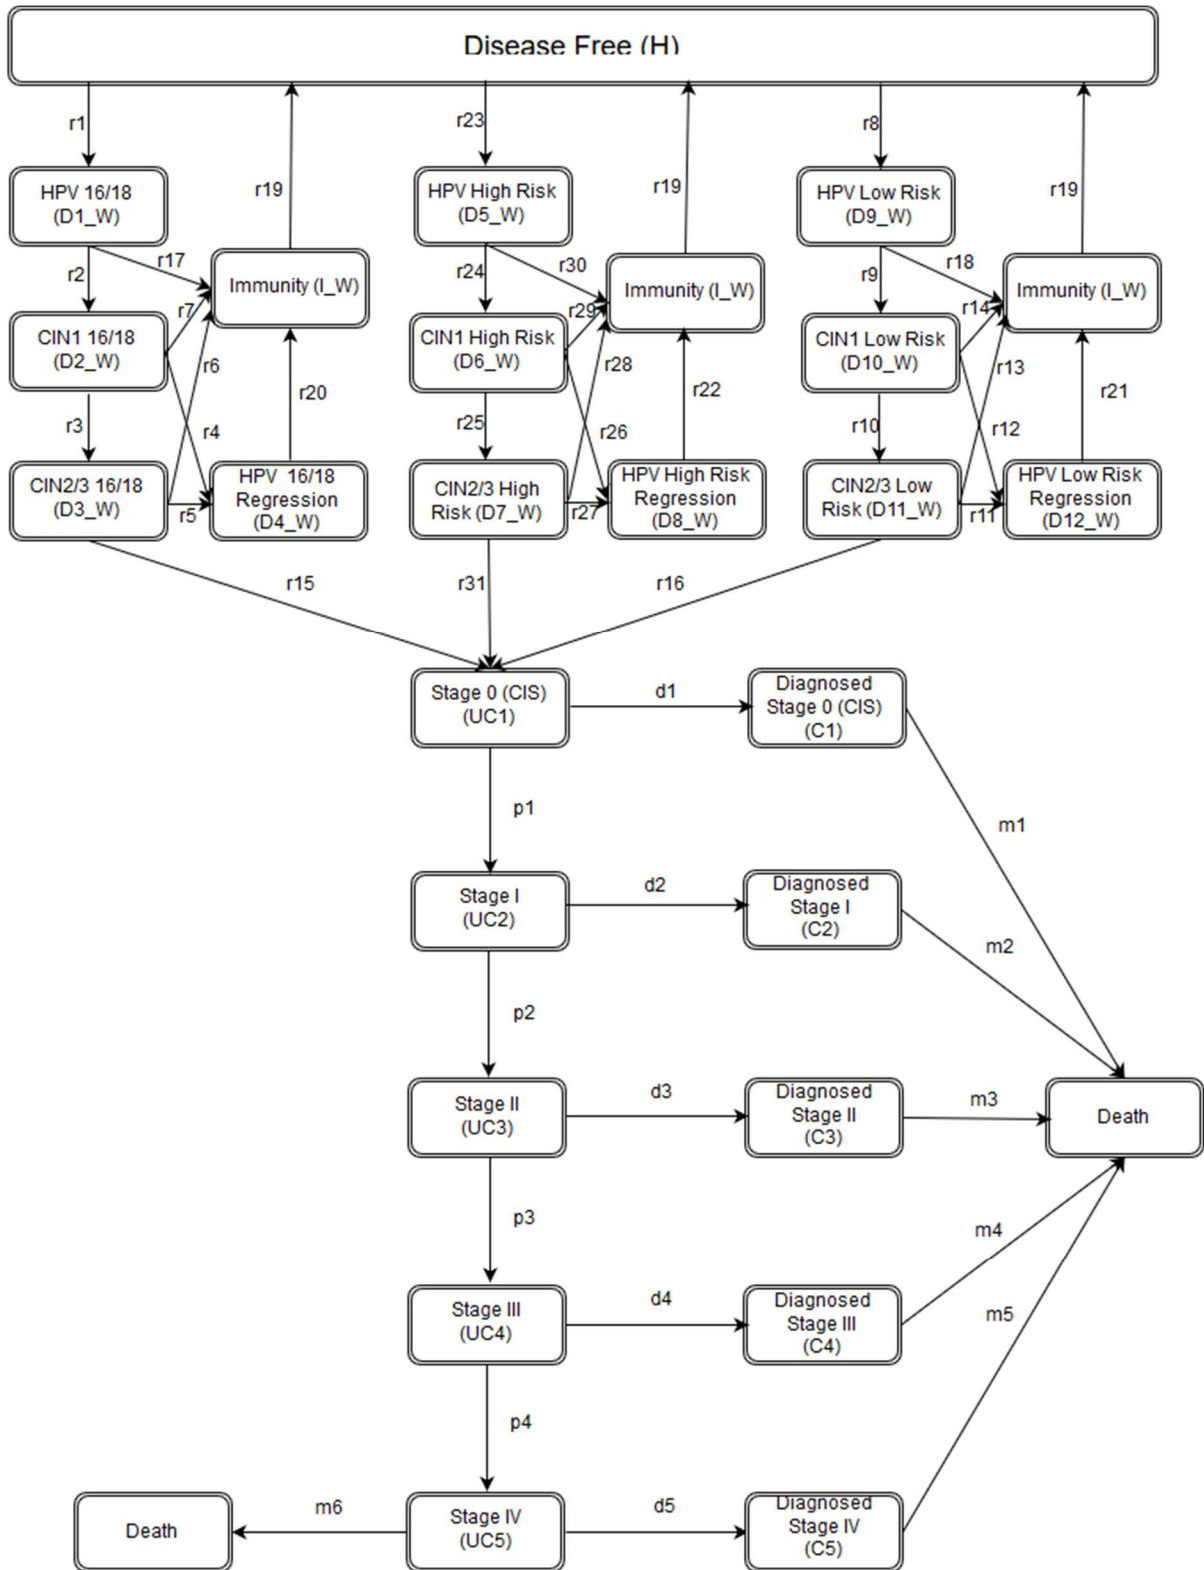 Disease Free (H)
r1
r23
r8
HPV 16/18
(D1_W)
r19
HPV High Risk
(D5_W)
r19
HPV Low Risk
(D9_W)
r19
r17
r30
r18
r2
r24
r9
Immunity (I_W)
Immunity (I_W)
Immunity (I_W)
r7
r29
r14
CIN1 16/18
(D2_W)
CIN1 High Risk
(D6_W)
CIN1 Low Risk
(D10_W)
r6
r28
r13
r20
r22
r21
r3
r4
r25
r26
r10
r12
CIN2/3 16/18
(D3_W)
r5
HPV 16/18
Regression
(D4_W)
CIN2/3 High
Risk (D7_W)
r27
HPV High Risk
Regression
(D8_W)
CIN2/3 Low
Risk (D11_W)
r11
HPV Low Risk
Regression
(D12_W)
r15
r31
r16
Stage 0 (CIS)
(UC1)
d1
Diagnosed
Stage 0 (CIS)
(C1)
p1
m1
Stage I
(UC2)
d2
Diagnosed
Stage I
(C2)
m2
p2
Stage II
(UC3)
d3
Diagnosed
Stage II
(C3)
m3
Death
p3
m4
Stage III
(UC4)
d4
Diagnosed
Stage III
(C4)
m5
p4
Death
m6
Stage IV
(UC5)
d5
Diagnosed
Stage IV
(C5)